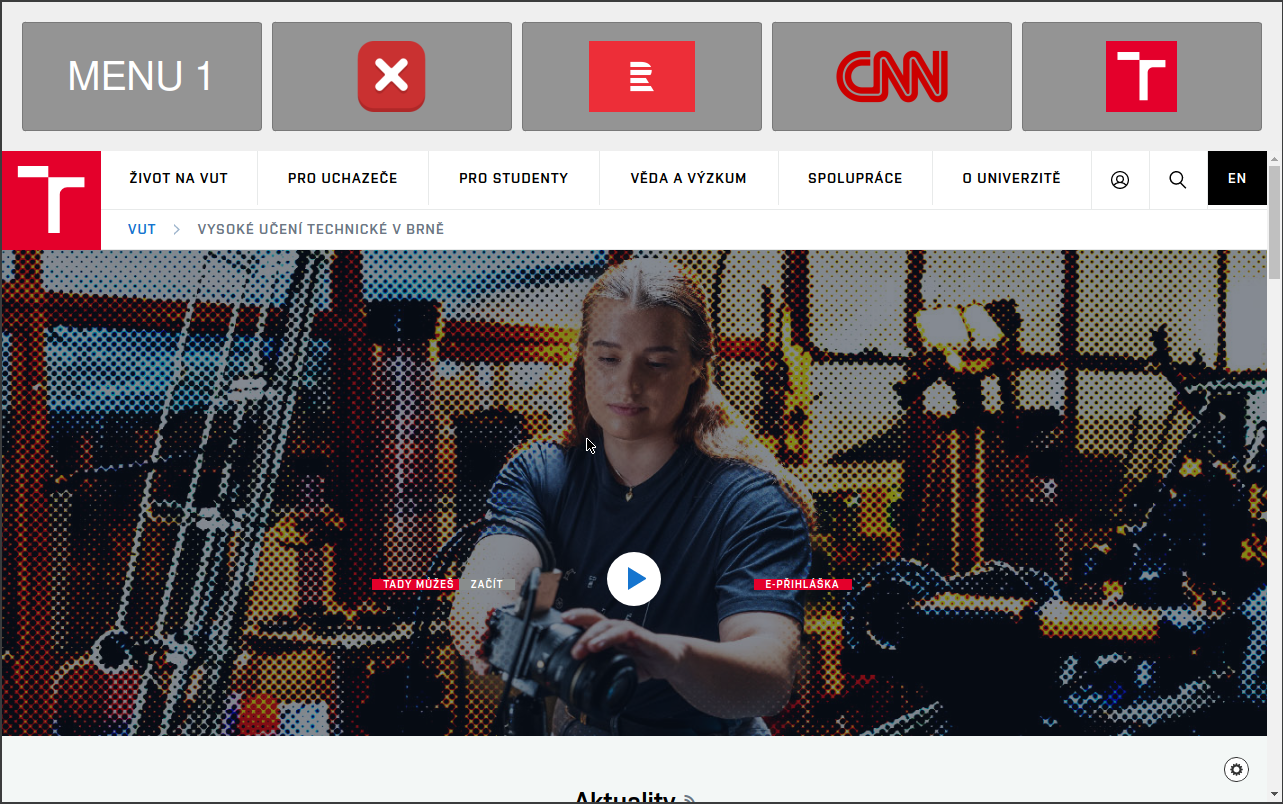 MENU 1
CNN
ŽIVOT NA VUT
PRO UCHAZEČE
PRO STUDENTY
VĚDA A VÝZKUM
SPOLUPRÁCE
O UNIVERZITĚ
EN
VUT
VYSOKÉ UČENÍ TECHNICKÉ V BRNĚ
TADY MŮŽEŠ ZAČÍT
E-PŘIHLÁŠKA
Aktuality